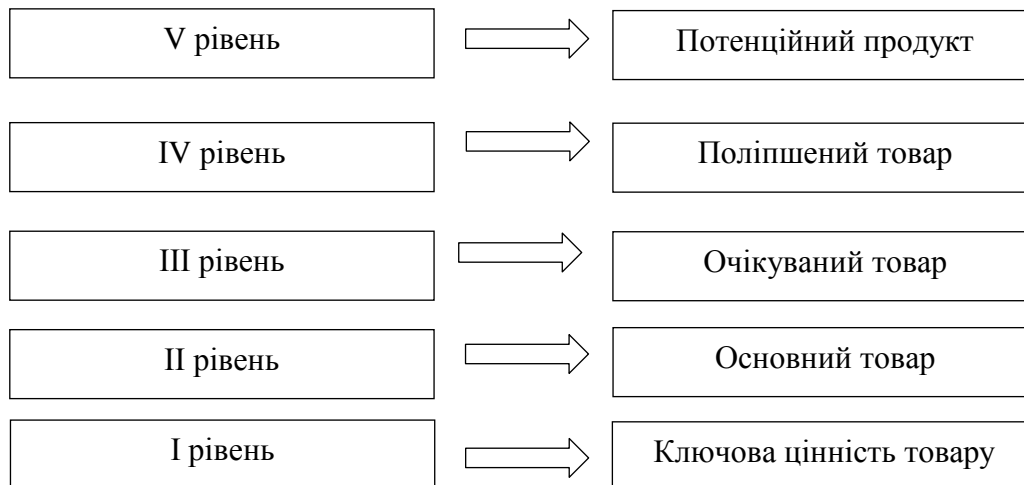 V рівень
Потенційний продукт
IV рівень
Поліпшений товар
III рівень
Очікуваний товар
II рівень
Основний товар
I рівень
Ключова цінність товару